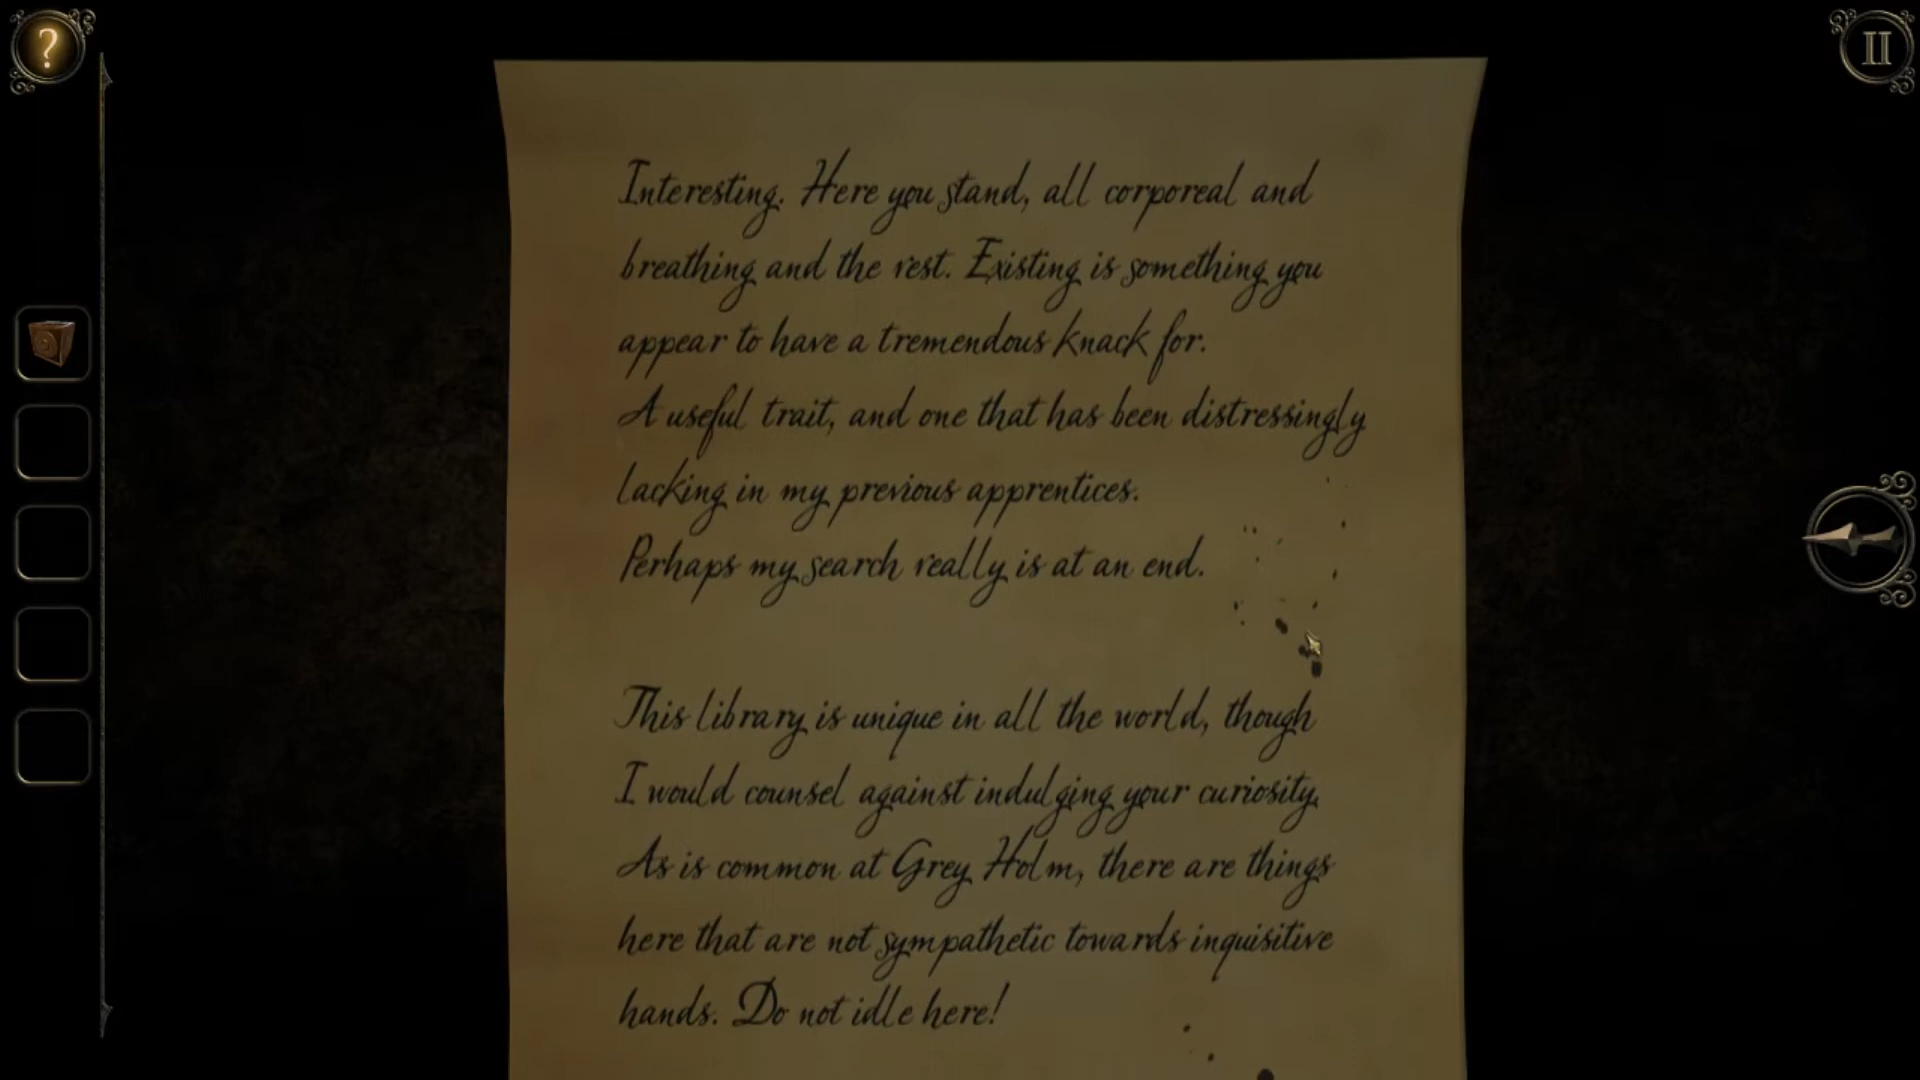 ?
II
Interesting. Here you stand, all corporeal and
breathing and the rest. Existing is something you
appear to have a tremendous knack for.
A useful trait, and one that has been distressingly
lacking in my previous apprentices.
Perhaps my search really is at an end.
This library is unique in all the world, though
I would counsel against indulging your curiosity.
As is common at Grey Holm, there are things
here that are not sympathetic towards inquisitive
hands. Do not idle here!